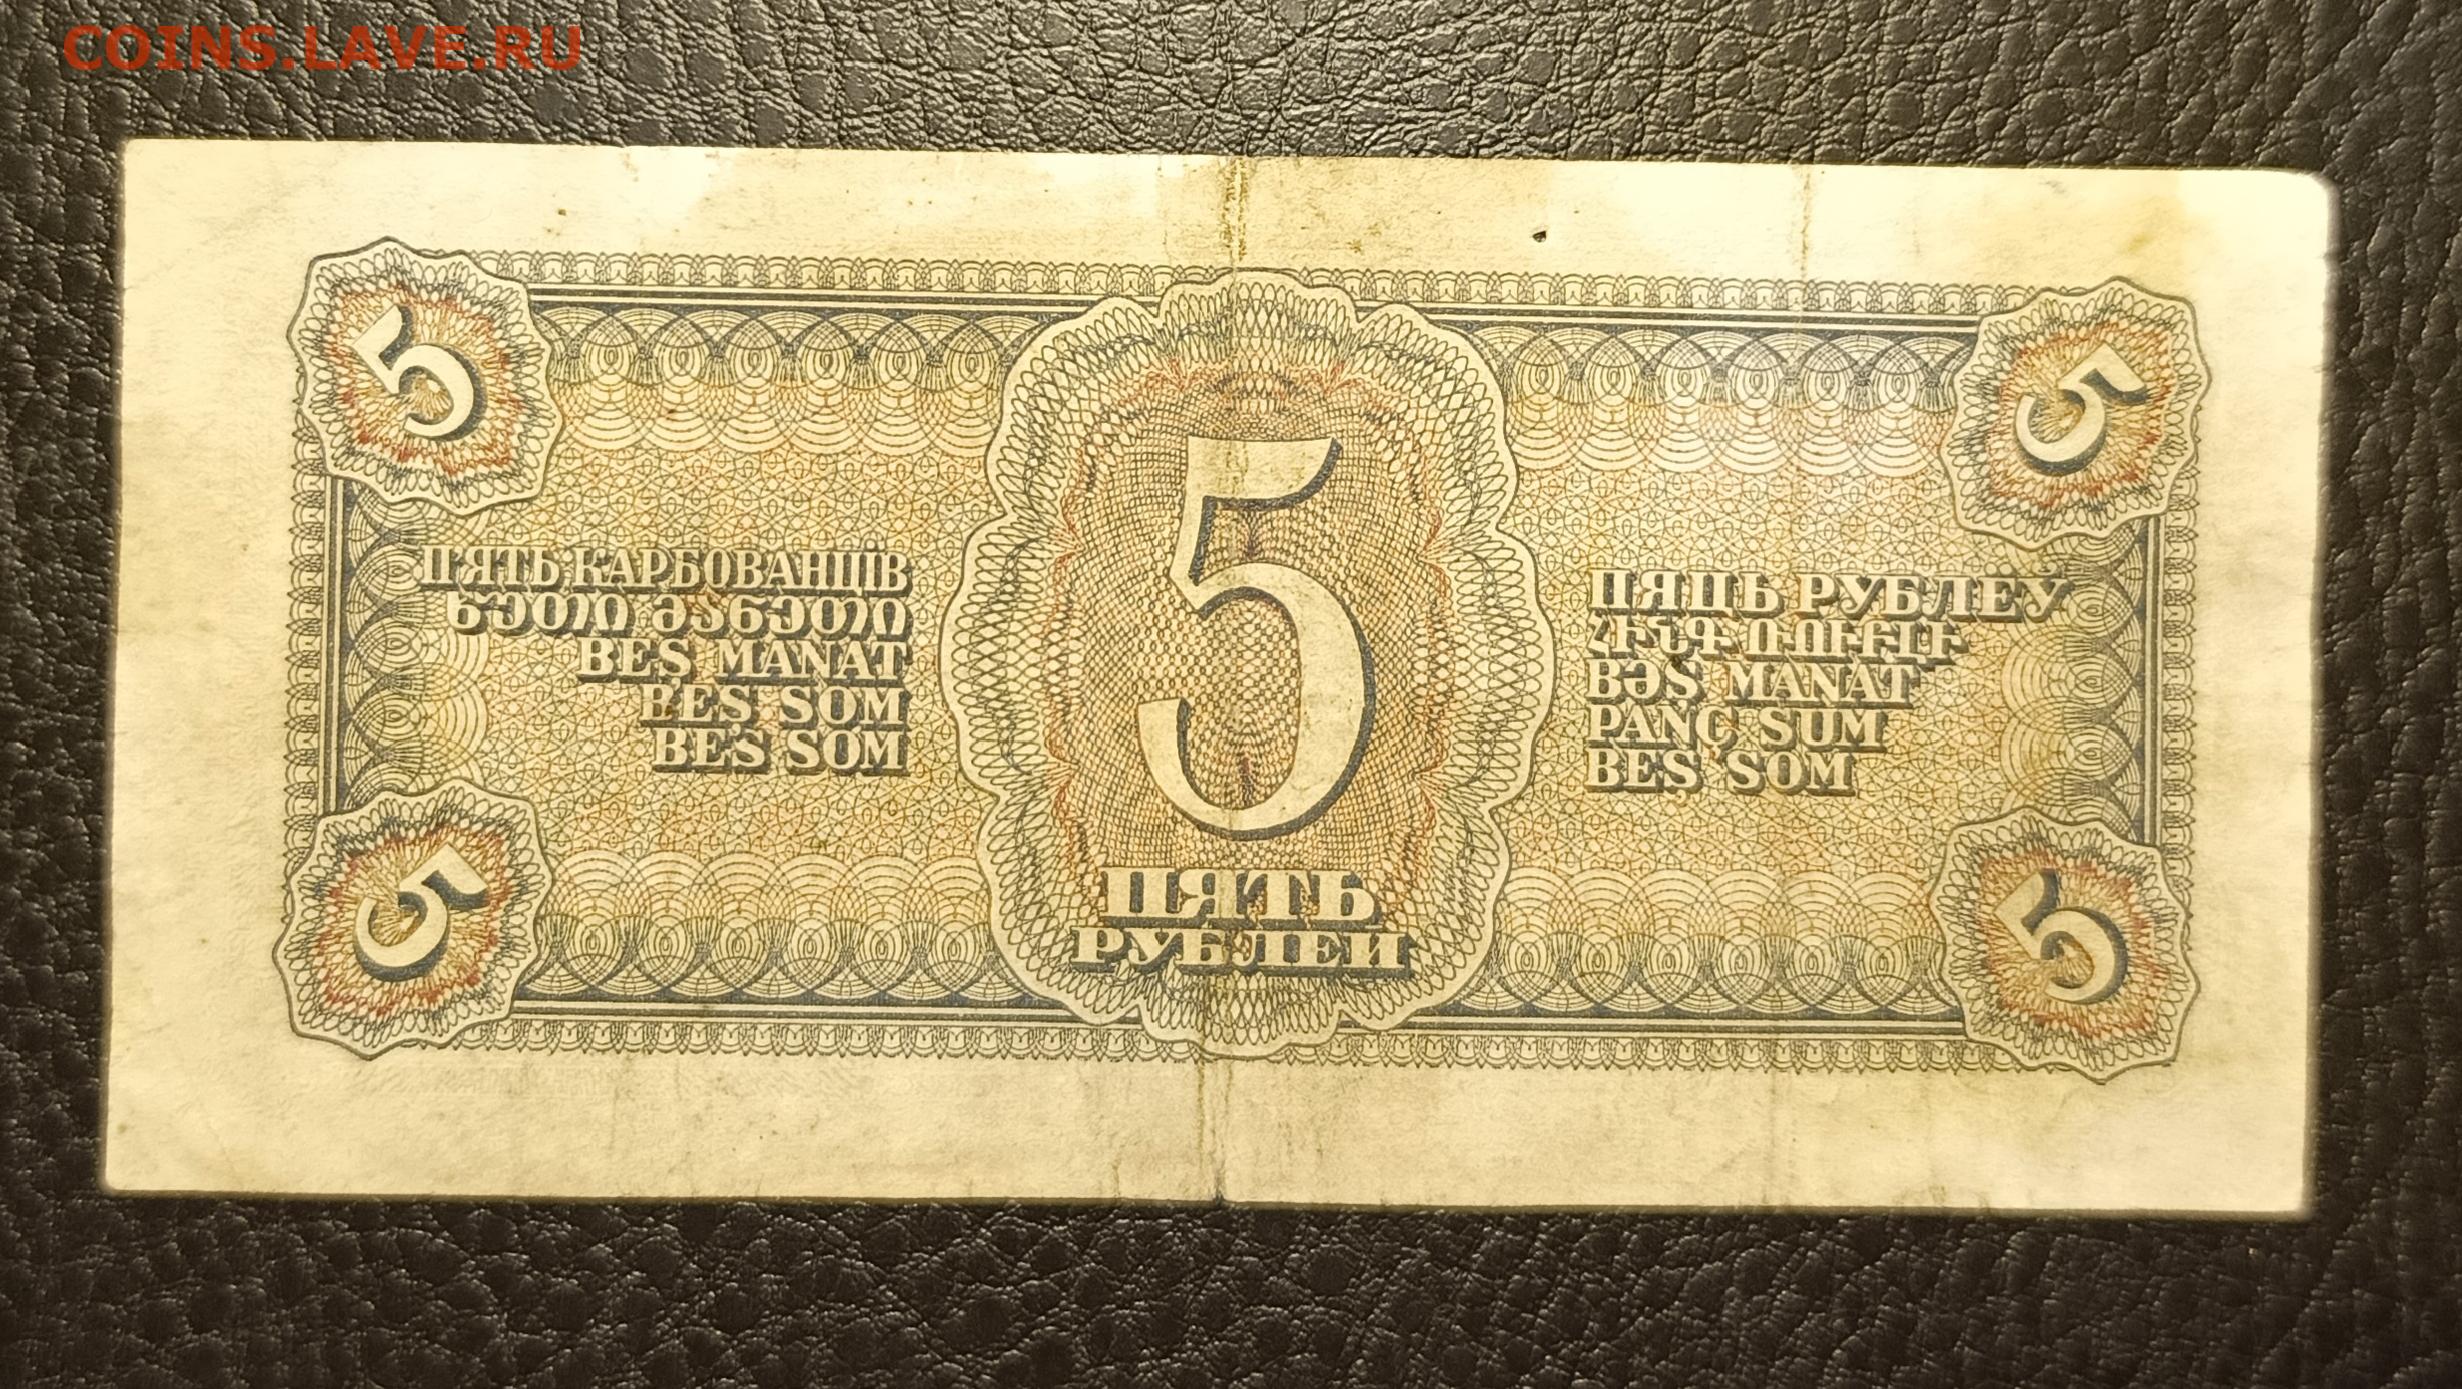 COINS.LAVE.RU
5
5
П'ЯТЬ КАРБОВАНЦІВ
ხუთი მანეთი
BEŞ MANAT
BES SOM
BES SOM
5
ПЯТЬ
РУБЛЕЙ
ПЯЦЬ РУБЛЕЎ
ՀԻՆԳ ՌՈՒԲԼԻ
BƏŞ MANAT
PANÇ SUM
BEŞ SOM
5
5